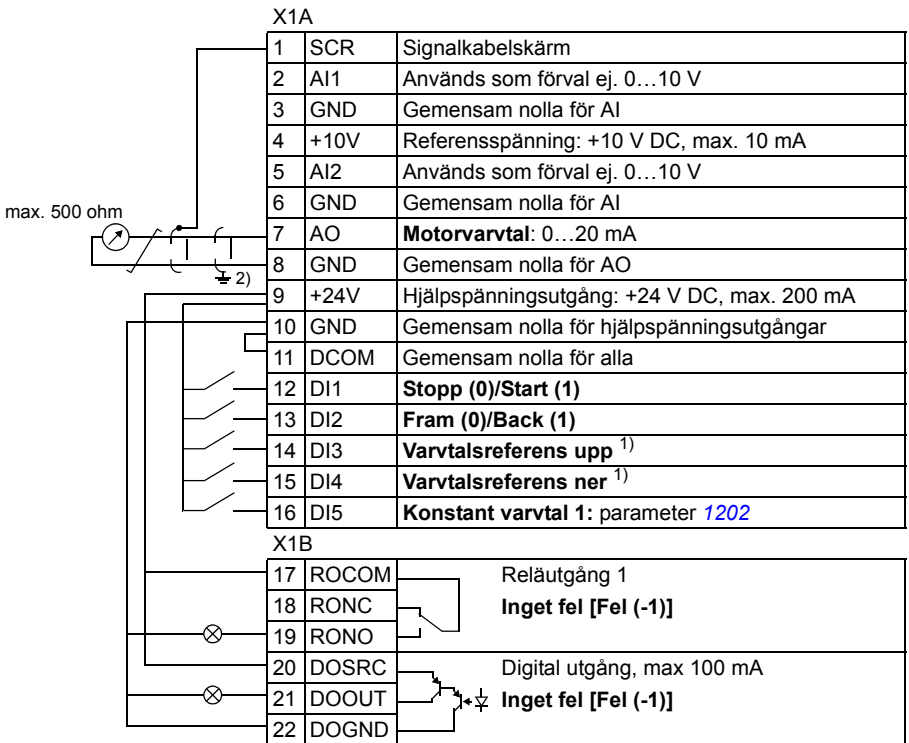 X1A
1 SCR Signalkabelskärm
2 AI1 Används som förval ej. 0…10 V
3 GND Gemensam nolla för AI
4 +10V Referensspänning: +10 V DC, max. 10 mA
5 AI2 Används som förval ej. 0…10 V
6 GND Gemensam nolla för AI
max. 500 ohm
7 AO Motorvarvtal: 0…20 mA
8 GND Gemensam nolla för AO
2)
9 +24V Hjälpspänningsutgång: +24 V DC, max. 200 mA
10 GND Gemensam nolla för hjälpspänningsutgångar
11 DCOM Gemensam nolla för alla
12 DI1 Stopp (0)/Start (1)
13 DI2 Fram (0)/Back (1)
14 DI3 Varvtalsreferens upp 1)
15 DI4 Varvtalsreferens ner 1)
16 DI5 Konstant varvtal 1: parameter 1202
X1B
17 ROCOM Reläutgång 1
18 RONC Inget fel [Fel (-1)]
19 RONO
20 DOSRC Digital utgång, max 100 mA
21 DOOUT Inget fel [Fel (-1)]
22 DOGND